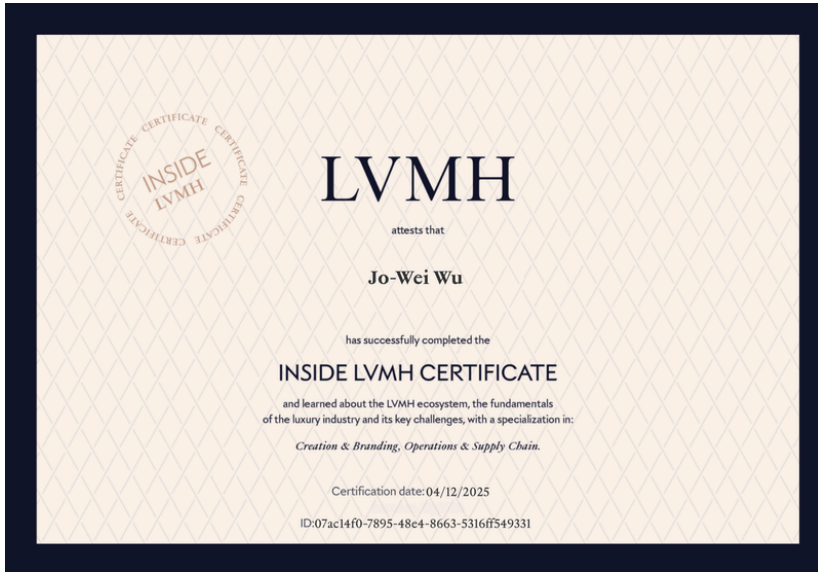 CERTIFICATE CERTIFICATE CERTIFICATE CERTIFICATE CERTIFICATE
INSIDE
LVMH
LVMH
attests that
Jo-Wei Wu
has successfully completed the
INSIDE LVMH CERTIFICATE
and learned about the LVMH ecosystem, the fundamentals
of the luxury industry and its key challenges, with a specialization in:
Creation & Branding, Operations & Supply Chain.
Certification date: 04/12/2025
ID:07ac14f0-7895-48e4-8663-5316ff549331